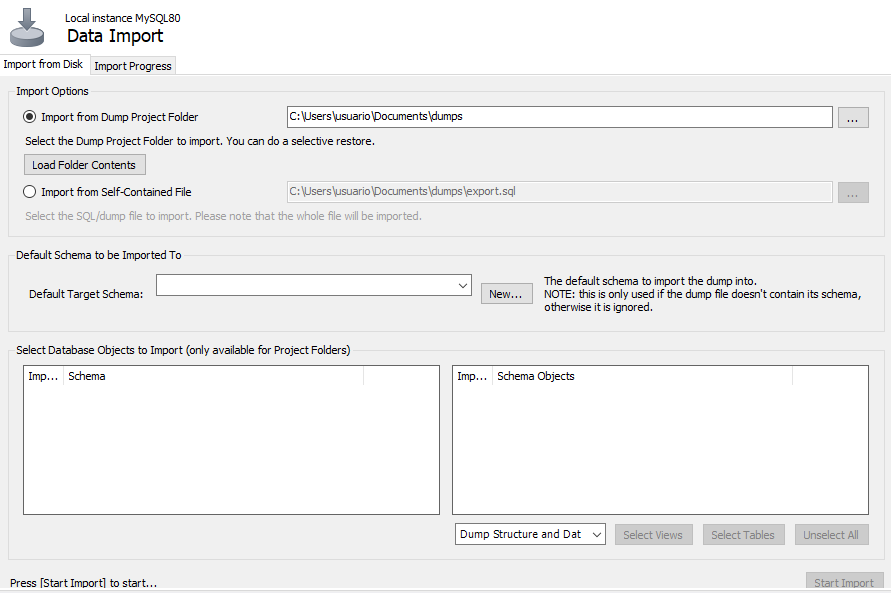 Local instance MySQL80
Data Import
Import from Disk
Import Progress
Import Options
Import from Dump Project Folder
C:\Users\usuario\Documents\dumps
...
Select the Dump Project Folder to import. You can do a selective restore.
Load Folder Contents
Import from Self-Contained File
C:\Users\usuario\Documents\dumps\export.sql
...
Select the SQL/dump file to import. Please note that the whole file will be imported.
Default Schema to be Imported To
Default Target Schema:
New...
The default schema to import the dump into.
NOTE: this is only used if the dump file doesn't contain its schema,
otherwise it is ignored.
Select Database Objects to Import (only available for Project Folders)
Imp... Schema
Imp... Schema Objects
Dump Structure and Dat
Select Views
Select Tables
Unselect All
Press [Start Import] to start...
Start Import